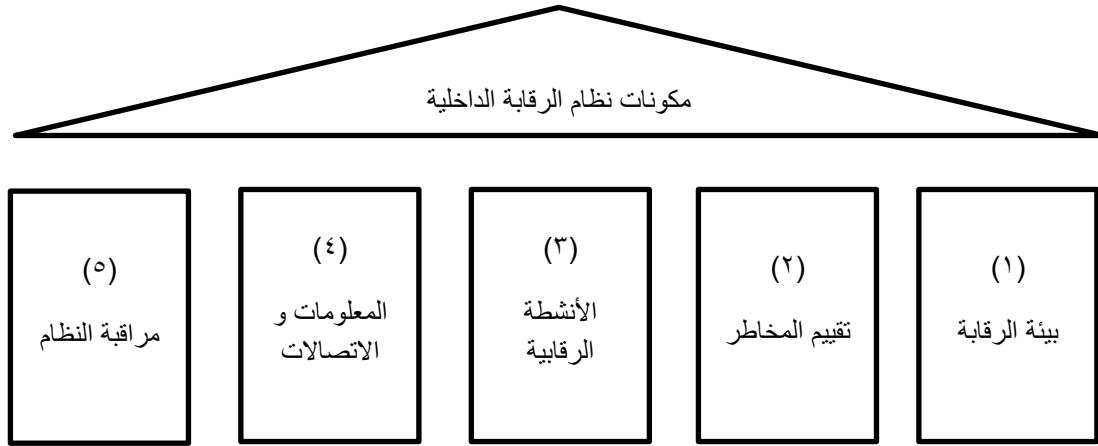 مكونات نظام الرقابة الداخلية
(١)
بيئة الرقابة
(٢)
تقييم المخاطر
(٣)
الأنشطة
الرقابية
(٤)
المعلومات و
الاتصالات
(٥)
مراقبة النظام